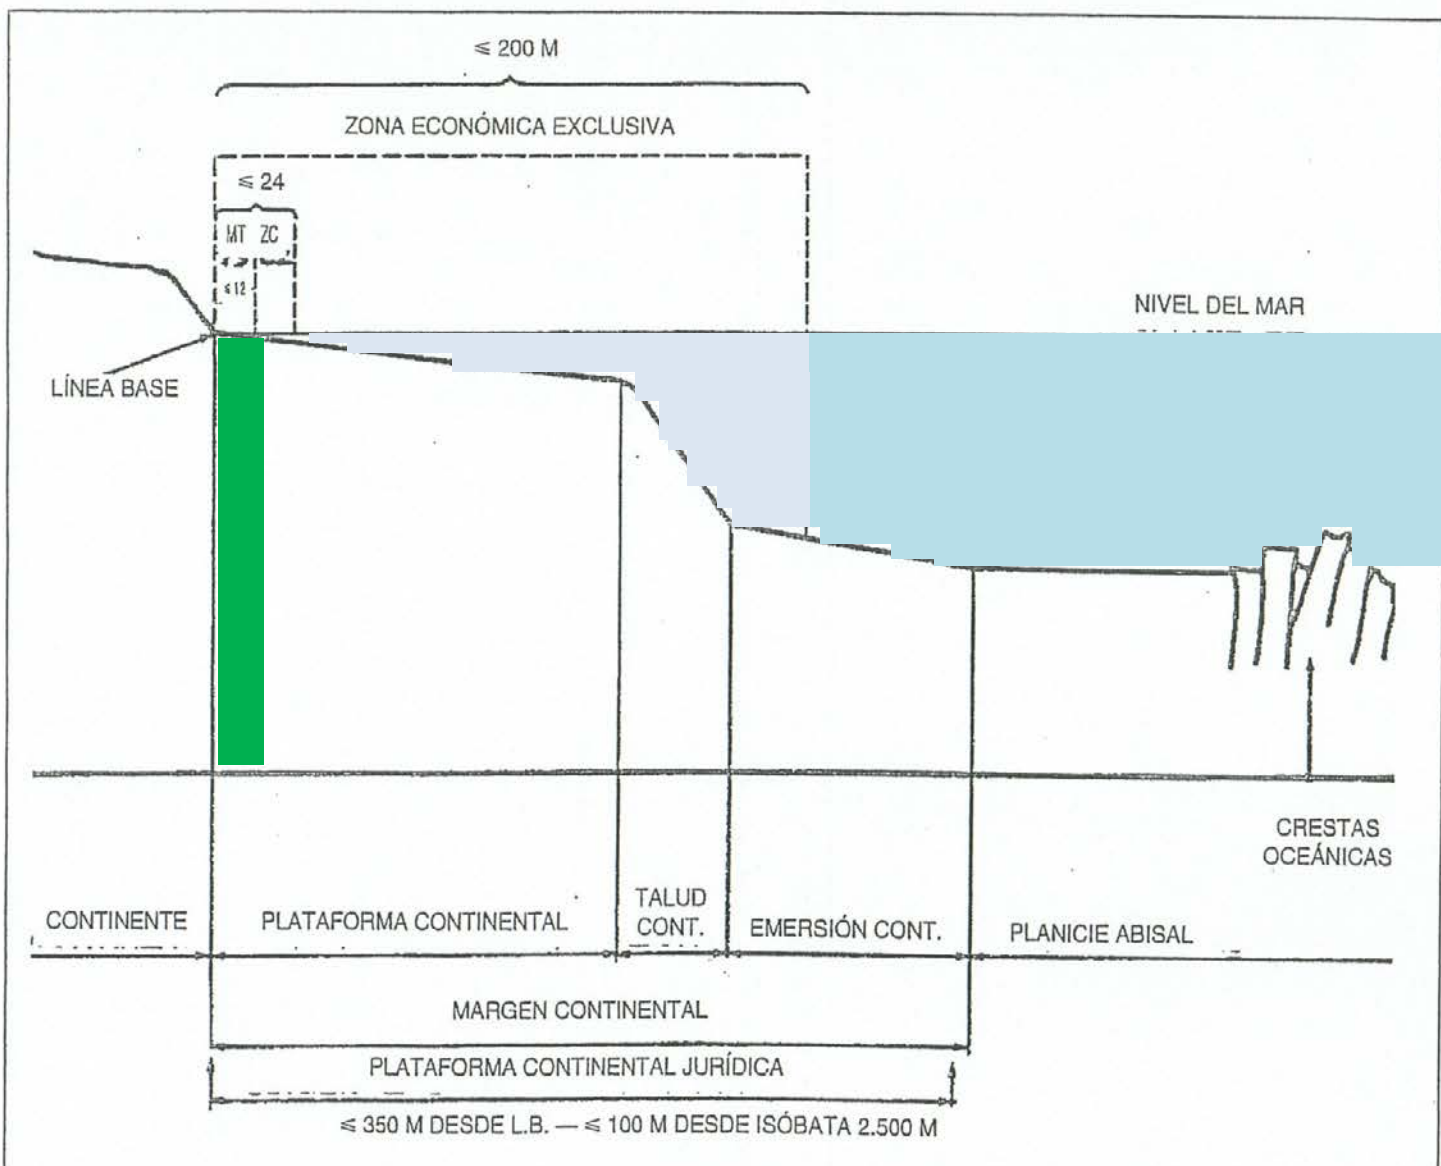 ≤ 200 M
ZONA ECONÓMICA EXCLUSIVA
≤ 24
MT ZC
≤12
NIVEL DEL MAR
LÍNEA BASE
CRESTAS
OCEÁNICAS
CONTINENTE
PLATAFORMA CONTINENTAL
TALUD
CONT.
EMERSIÓN CONT.
PLANICIE ABISAL
MARGEN CONTINENTAL
PLATAFORMA CONTINENTAL JURÍDICA
≤ 350 M DESDE L.B. — ≤ 100 M DESDE ISÓBATA 2.500 M